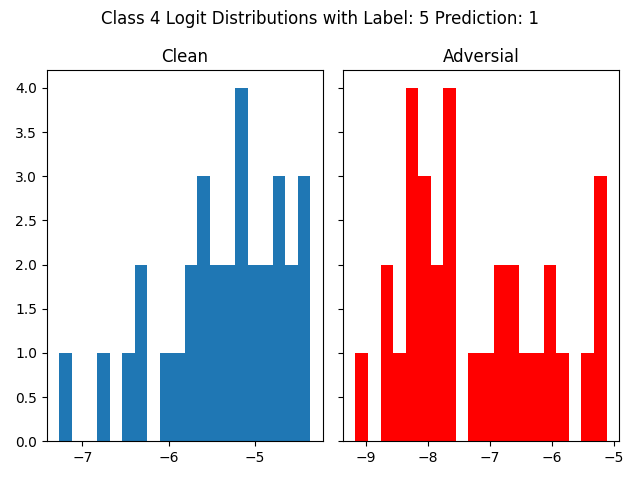 Class 4 Logit Distributions with Label: 5 Prediction: 1
Clean
Adversial
4.0
3.5
3.0
2.5
2.0
1.5
1.0
0.5
0.0
−7 −6 −5
−9 −8 −7 −6 −5